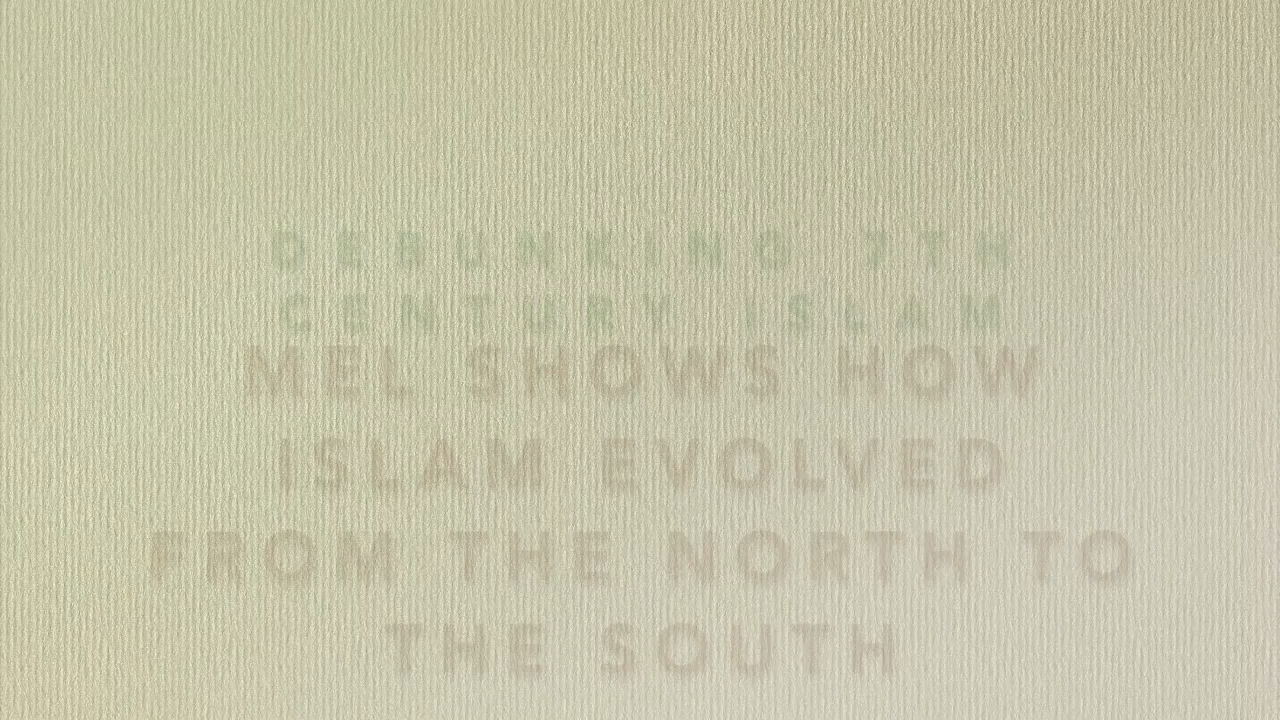 DEBUNKING 7TH
CENTURY ISLAM
MEL SHOWS HOW
ISLAM EVOLVED
FROM THE NORTH TO
THE SOUTH